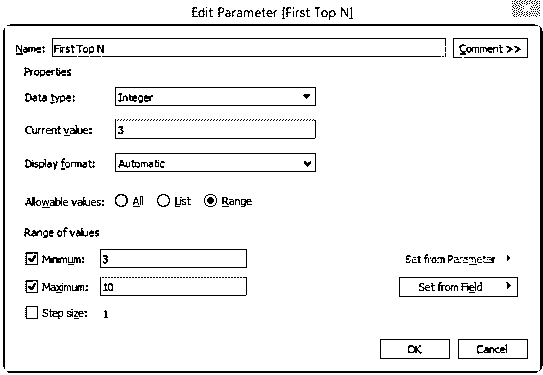 Edit Parameter [First Top N]
Name: First Top N Comment >>
Properties
Data type: Integer
Current value: 3
Display format: Automatic
Allowable values: All List Range
Range of values
Minimum: 3 Set from Parameter
Maximum: 10 Set from Field
Step size: 1
OK Cancel